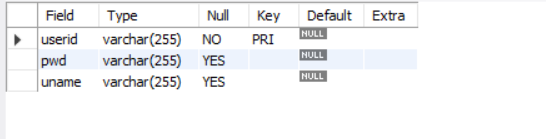 Field Type Null Key Default Extra
userid varchar(255) NO PRI NULL
pwd varchar(255) YES NULL
uname varchar(255) YES NULL